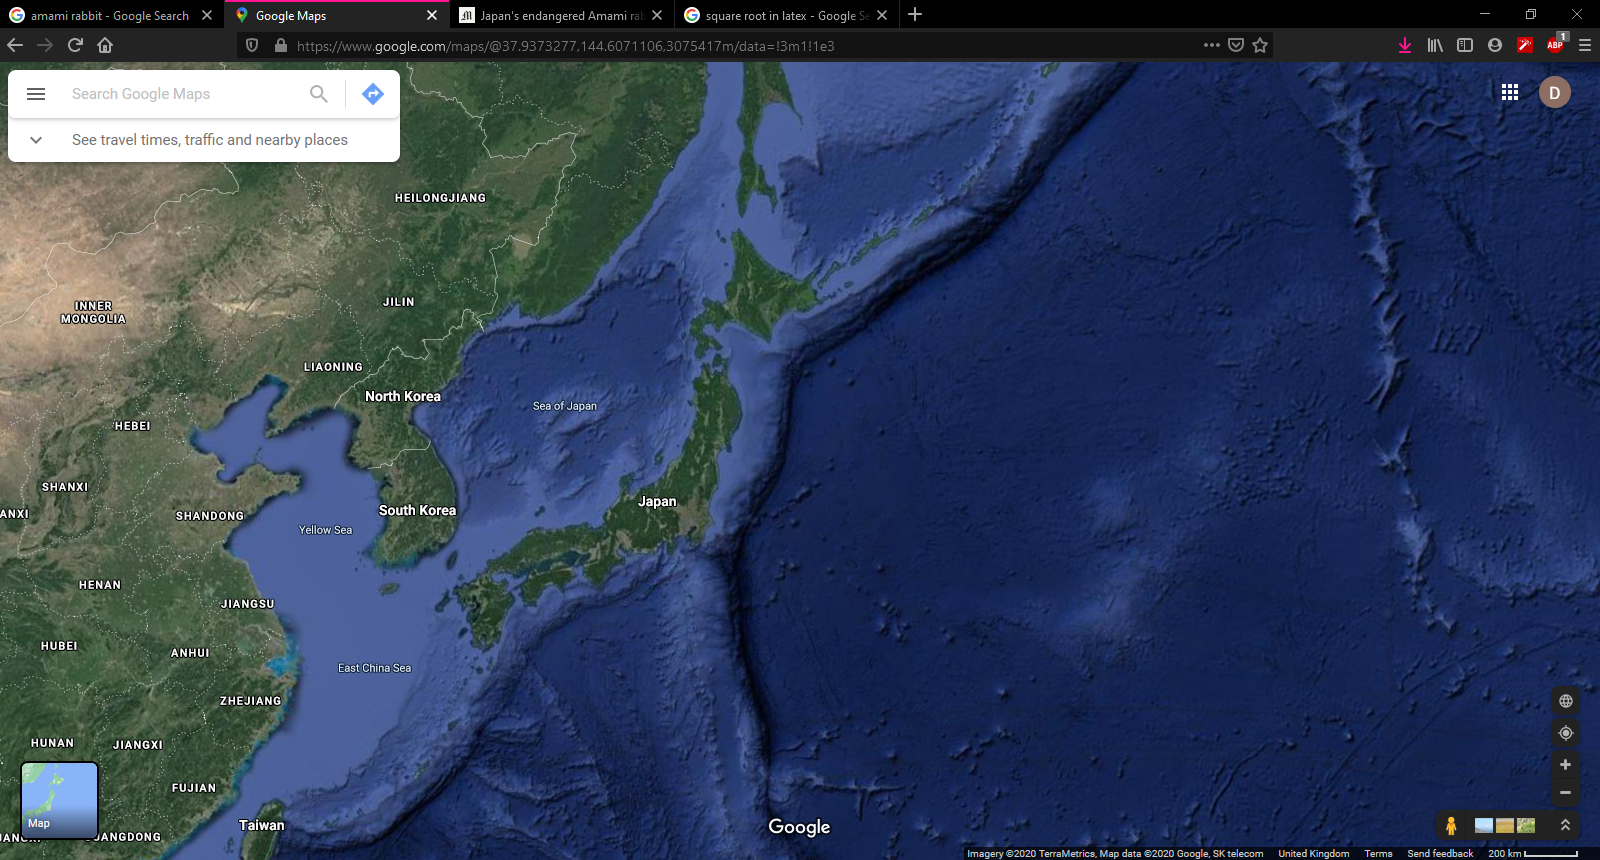 amami rabbit - Google Search
Google Maps
Japan's endangered Amami ra
square root in latex - Google Se
https://www.google.com/maps/@37.9373277,144.6071106,3075417m/data=!3m1!1e3
ABP
1
Search Google Maps
D
See travel times, traffic and nearby places
HEILONGJIANG
JILIN
INNER
MONGOLIA
LIAONING
North Korea
Sea of Japan
HEBEI
SHANXI
Japan
ANXI
SHANDONG
South Korea
Yellow Sea
HENAN
JIANGSU
HUBEI
ANHUI
East China Sea
ZHEJIANG
HUNAN
JIANGXI
FUJIAN
Map
Taiwan
Google
UANGDONG
Imagery ©2020 TerraMetrics, Map data ©2020 Google, SK telecom United Kingdom Terms Send feedback 200 km